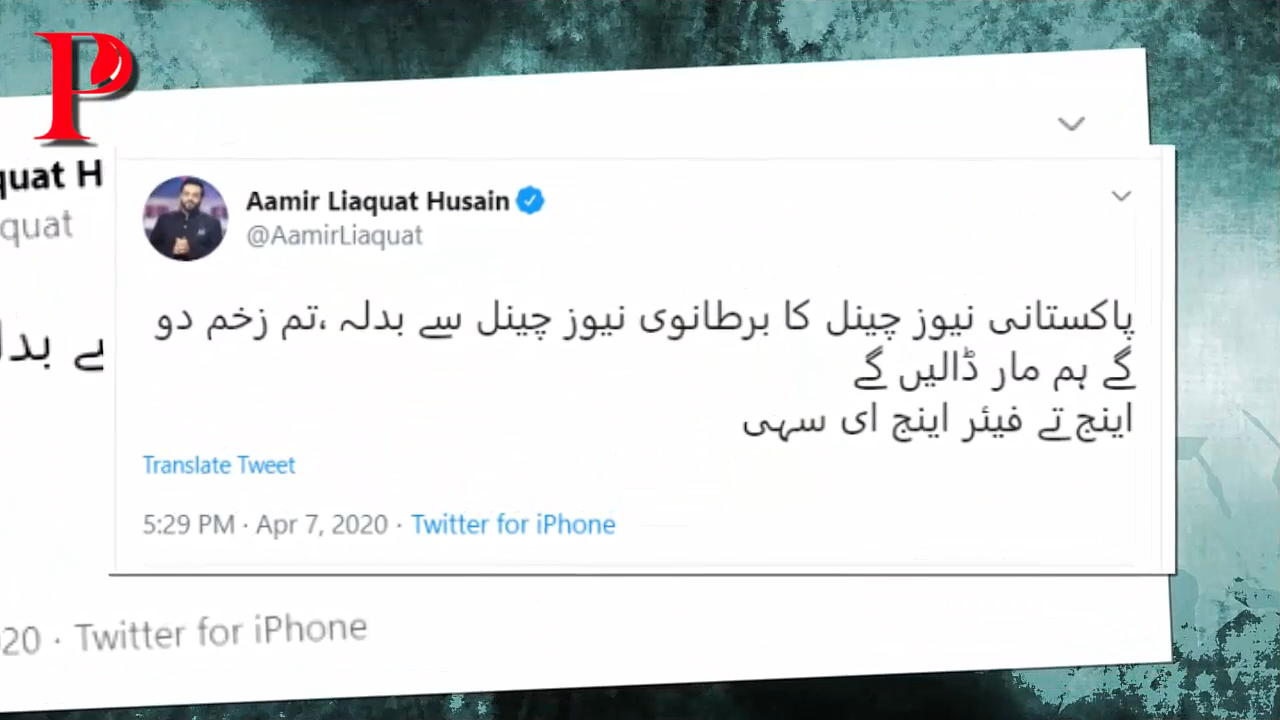 P
quat H
quat
Aamir Liaquat Husain
@AamirLiaquat
پاکستانی نیوز چینل کا برطانوی نیوز چینل سے بدلہ ،تم زخم دو
گے ہم مار ڈالیں گے
اینج تے فیئر اینج ای سہی
ے بدل
Translate Tweet
5:29 PM · Apr 7, 2020 · Twitter for iPhone
020 · Twitter for iPhone